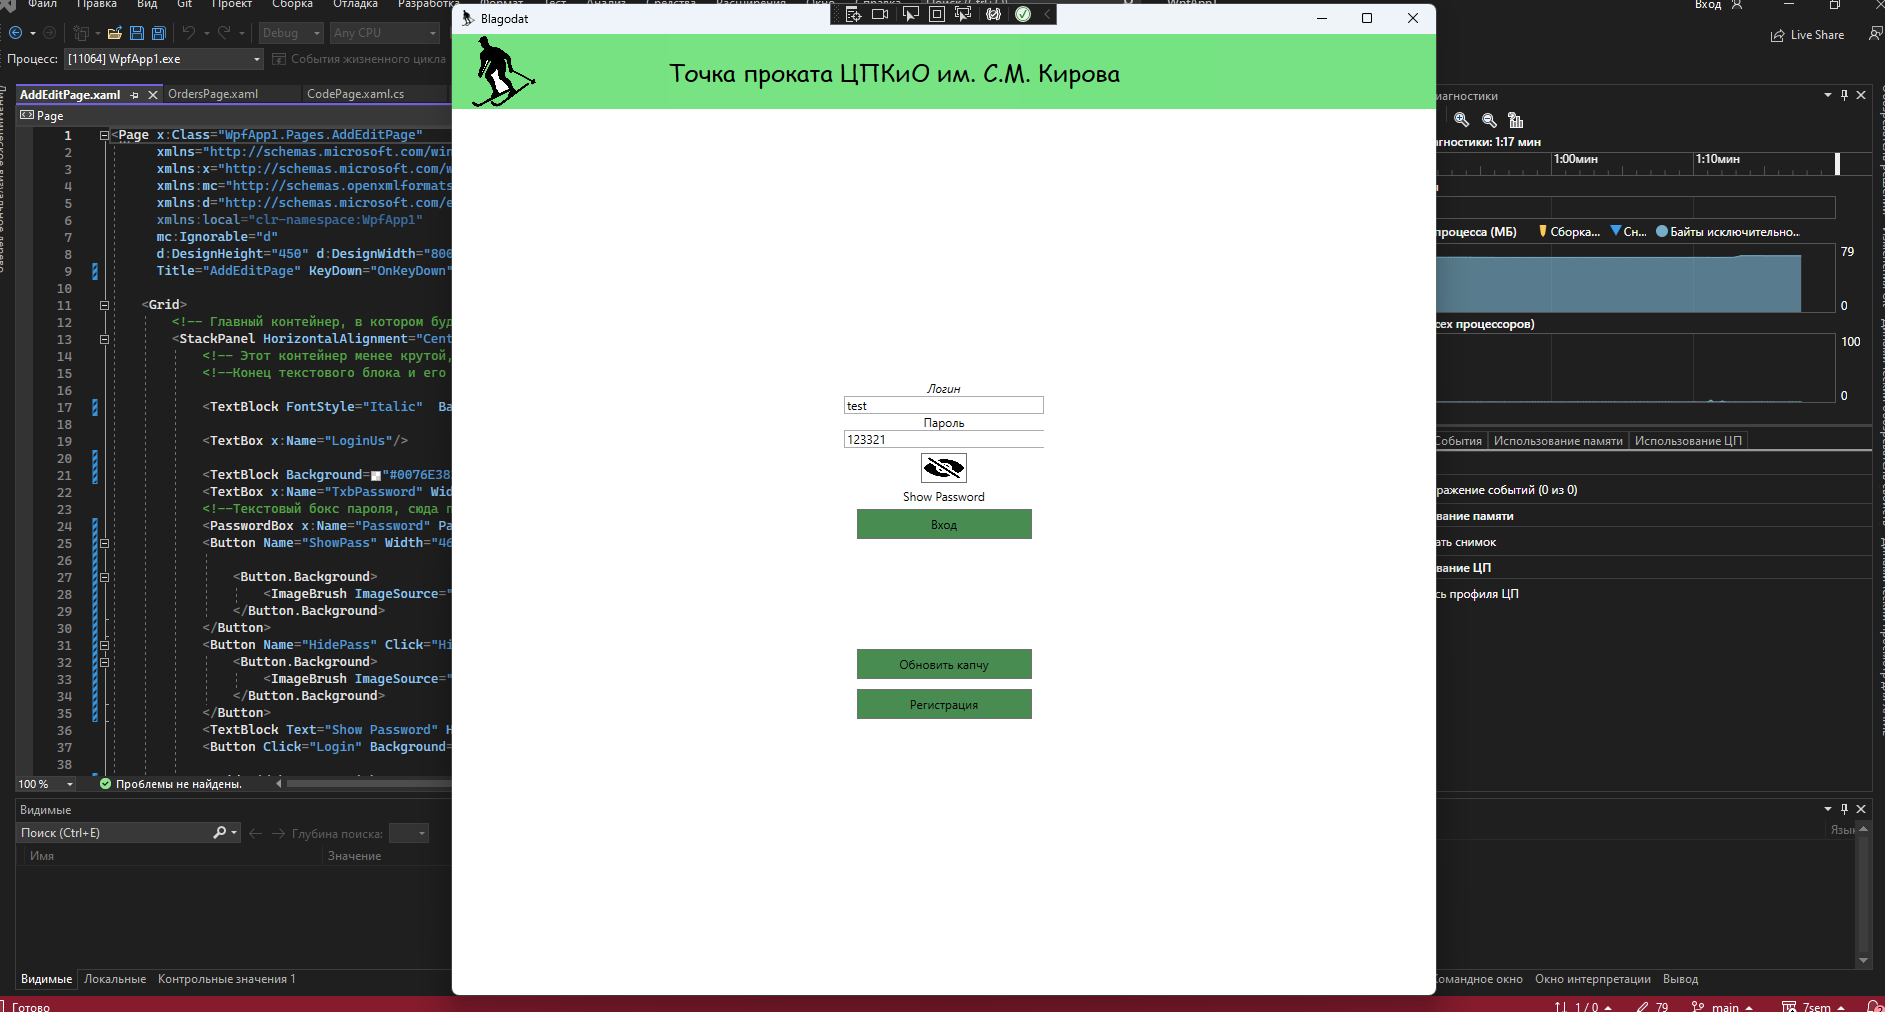 Файл Правка Вид Git Проект Сборка Отладка
Вход
Debug Any CPU
Live Share
Процесс: [11064] WpfApp1.exe События жизненного цикла
AddEditPage.xaml OrdersPage.xaml CodePage.xaml.cs
Page
1 <Page x:Class="WpfApp1.Pages.AddEditPage"
2 xmlns="http://schemas.microsoft.com/win
3 xmlns:x="http://schemas.microsoft.com/w
4 xmlns:mc="http://schemas.openxmlformats
5 xmlns:d="http://schemas.microsoft.com/e
6 xmlns:local="clr-namespace:WpfApp1"
7 mc:Ignorable="d"
8 d:DesignHeight="450" d:DesignWidth="800
9 Title="AddEditPage" KeyDown="OnKeyDown"
10
11 <Grid>
12 <!-- Главный контейнер, в котором буд
13 <StackPanel HorizontalAlignment="Cent
14 <!-- Этот контейнер менее крутой,
15 <!--Конец текстового блока и его
16
17 <TextBlock FontStyle="Italic" Ba
18
19 <TextBox x:Name="LoginUs"/>
20
21 <TextBlock Background="#0076E38
22 <TextBox x:Name="TxbPassword" Wid
23 <!--Текстовый бокс пароля, сюда п
24 <PasswordBox x:Name="Password" Pa
25 <Button Name="ShowPass" Width="46
26
27 <Button.Background>
28 <ImageBrush ImageSource="
29 </Button.Background>
30 </Button>
31 <Button Name="HidePass" Click="Hi
32 <Button.Background>
33 <ImageBrush ImageSource="
34 </Button.Background>
35 </Button>
36 <TextBlock Text="Show Password" H
37 <Button Click="Login" Background=
38
100 % Проблемы не найдены.
Видимые
Поиск (Ctrl+E) Глубина поиска:
Имя Значение
Видимые Локальные Контрольные значения 1
Готово
Blagodat
Точка проката ЦПКиО им. С.М. Кирова
Логин
test
Пароль
123321
Show Password
Вход
Обновить капчу
Регистрация
иагностики
гностики: 1:17 мин
1:00мин 1:10мин
процесса (МБ) Сборка... Сн... Байты исключительно...
79
0
сех процессоров)
100
0
События Использование памяти Использование ЦП
ражение событий (0 из 0)
вание памяти
ать снимок
вание ЦП
сь профиля ЦП
Язык
Командное окно Окно интерпретации Вывод
1 / 0 79 main 7sem